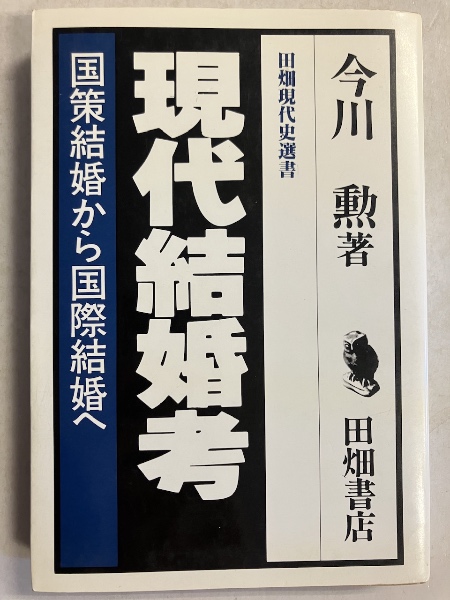 今川 勲著
田畑書店
田畑現代史選書
現代結婚考
国策結婚から国際結婚へ